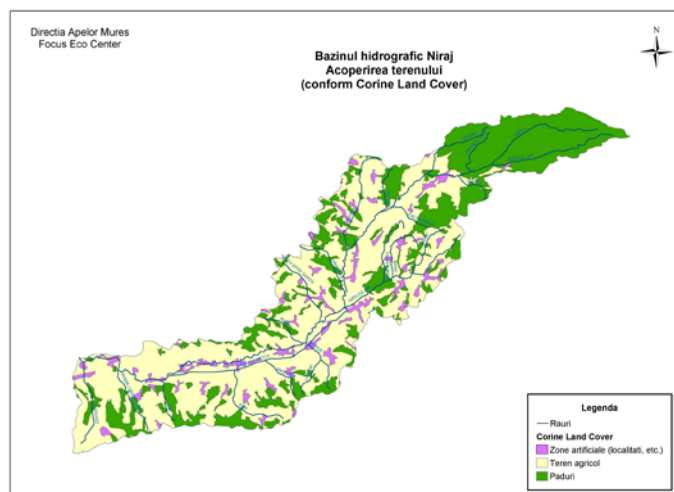 Directia Apelor Mures
Focus Eco Center
N
Bazinul hidrografic Niraj
Acoperirea terenului
(conform Corine Land Cover)
Legenda
Rauri
Corine Land Cover
Zone artificiale (localitati, etc.)
Teren agricol
Paduri